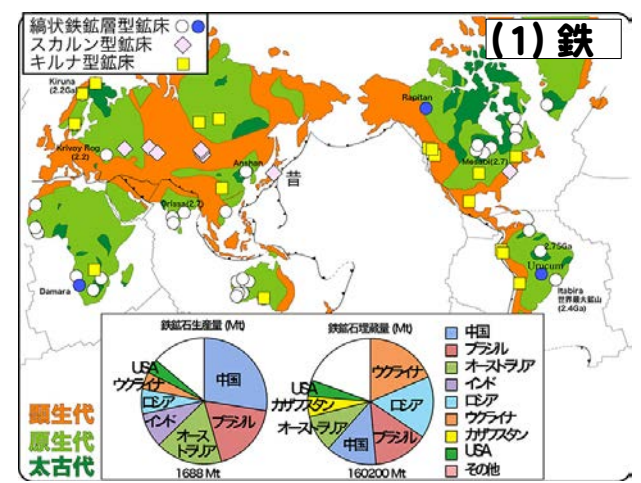 (1) 鉄
縞状鉄鉱層型鉱床
スカルン型鉱床
キルナ型鉱床
Kiruna
(2.2Ga)
Rapitan
Krivoy Rog
(2.2)
Anshan
昔
Mesabi(2.7)
Orissa(2.7)
2.75Ga
Urucum
Damara
Itabira
世界最大鉱山
(2.4Ga)
鉄鉱石生産量 (Mt)
USA
ウクライナ
ロシア
インド
オース
トラリア
ブラジル
中国
1688 Mt
鉄鉱石埋蔵量 (Mt)
USA
カザフスタン
オーストラリア
中国
ブラジル
ロシア
ウクライナ
160200 Mt
中国
ブラジル
オーストラリア
インド
ロシア
ウクライナ
カザフスタン
USA
その他
顕生代
原生代
太古代